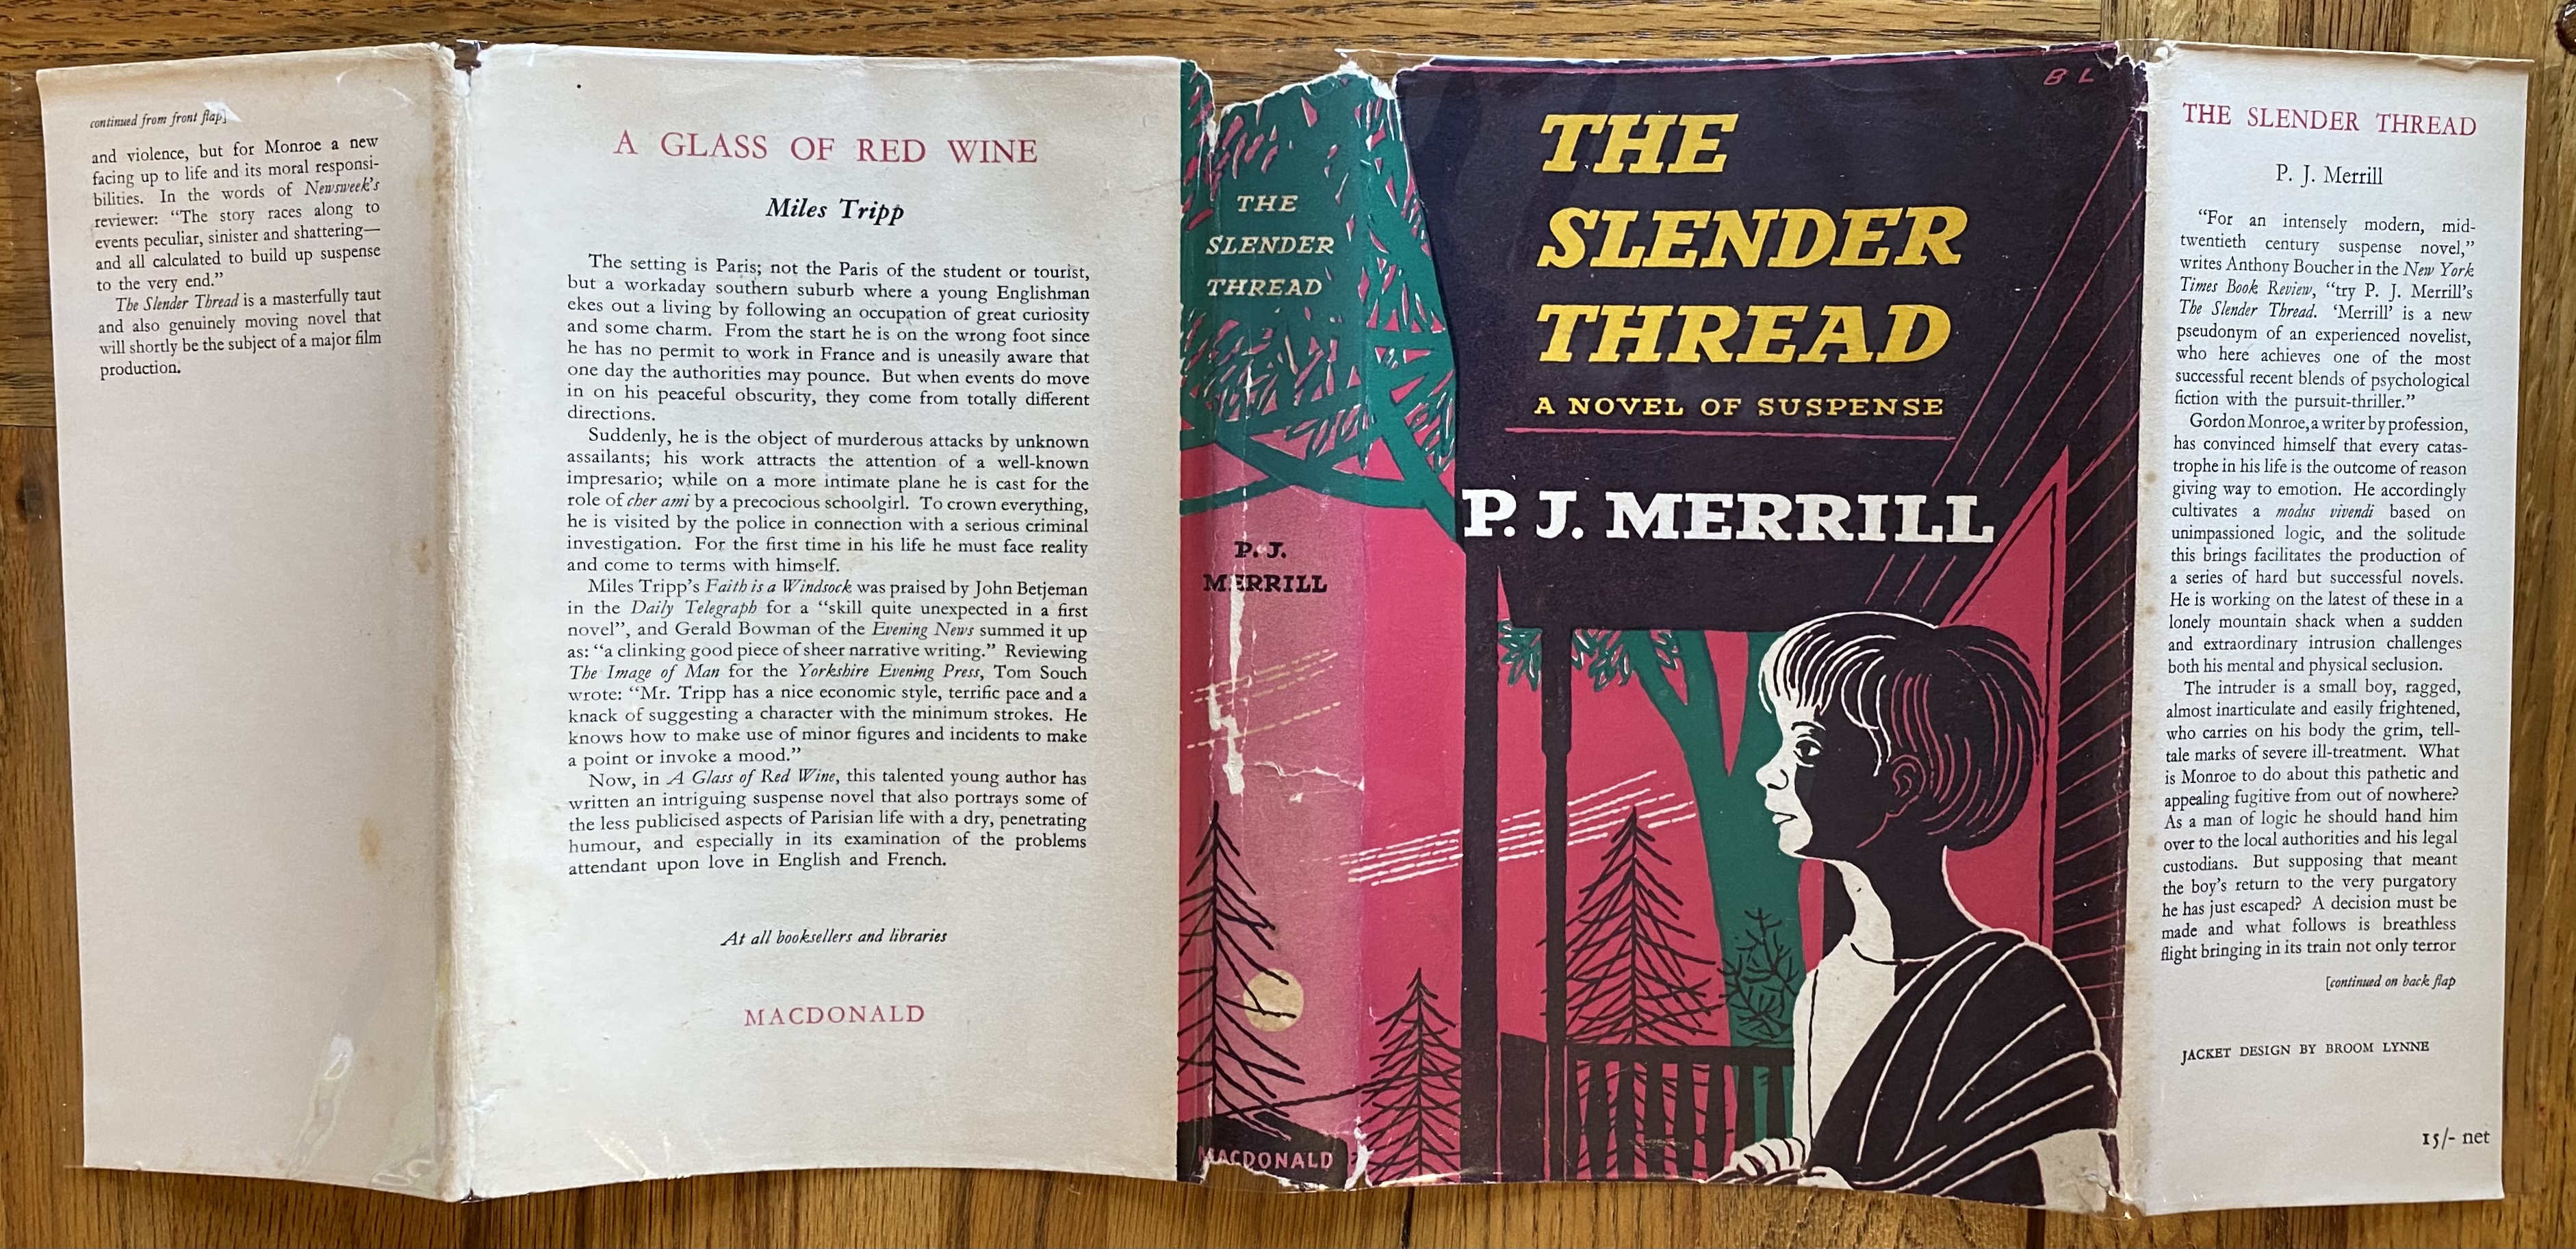 continued from front flap]
and violence, but for Monroe a new
facing up to life and its moral responsi-
bilities. In the words of Newsweek's
reviewer: “The story races along to
events peculiar, sinister and shattering—
and all calculated to build up suspense
to the very end.”
The Slender Thread is a masterfully taut
and also genuinely moving novel that
will shortly be the subject of a major film
production.
A GLASS OF RED WINE
Miles Tripp
The setting is Paris; not the Paris of the student or tourist,
but a workaday southern suburb where a young Englishman
ekes out a living by following an occupation of great curiosity
and some charm. From the start he is on the wrong foot since
he has no permit to work in France and is uneasily aware that
one day the authorities may pounce. But when events do move
in on his peaceful obscurity, they come from totally different
directions.
Suddenly, he is the object of murderous attacks by unknown
assailants; his work attracts the attention of a well-known
impresario; while on a more intimate plane he is cast for the
role of cher ami by a precocious schoolgirl. To crown everything,
he is visited by the police in connection with a serious criminal
investigation. For the first time in his life he must face reality
and come to terms with himself.
Miles Tripp's Faith is a Windsock was praised by John Betjeman
in the Daily Telegraph for a “skill quite unexpected in a first
novel”, and Gerald Bowman of the Evening News summed it up
as: “a clinking good piece of sheer narrative writing.” Reviewing
The Image of Man for the Yorkshire Evening Press, Tom Souch
wrote: “Mr. Tripp has a nice economic style, terrific pace and a
knack of suggesting a character with the minimum strokes. He
knows how to make use of minor figures and incidents to make
a point or invoke a mood.”
Now, in A Glass of Red Wine, this talented young author has
written an intriguing suspense novel that also portrays some of
the less publicised aspects of Parisian life with a dry, penetrating
humour, and especially in its examination of the problems
attendant upon love in English and French.
At all booksellers and libraries
MACDONALD
THE
SLENDER
THREAD
P. J.
MERRILL
MACDONALD
B L
THE
SLENDER
THREAD
A NOVEL OF SUSPENSE
P. J. MERRILL
THE SLENDER THREAD
P. J. Merrill
“For an intensely modern, mid-
twentieth century suspense novel,”
writes Anthony Boucher in the New York
Times Book Review, “try P. J. Merrill's
The Slender Thread. ‘Merrill’ is a new
pseudonym of an experienced novelist,
who here achieves one of the most
successful recent blends of psychological
fiction with the pursuit-thriller.”
Gordon Monroe, a writer by profession,
has convinced himself that every catas-
trophe in his life is the outcome of reason
giving way to emotion. He accordingly
cultivates a modus vivendi based on
unimpassioned logic, and the solitude
this brings facilitates the production of
a series of hard but successful novels.
He is working on the latest of these in a
lonely mountain shack when a sudden
and extraordinary intrusion challenges
both his mental and physical seclusion.
The intruder is a small boy, ragged,
almost inarticulate and easily frightened,
who carries on his body the grim, tell-
tale marks of severe ill-treatment. What
is Monroe to do about this pathetic and
appealing fugitive from out of nowhere?
As a man of logic he should hand him
over to the local authorities and his legal
custodians. But supposing that meant
the boy's return to the very purgatory
he has just escaped? A decision must be
made and what follows is breathless
flight bringing in its train not only terror
[continued on back flap
JACKET DESIGN BY BROOM LYNNE
15/- net